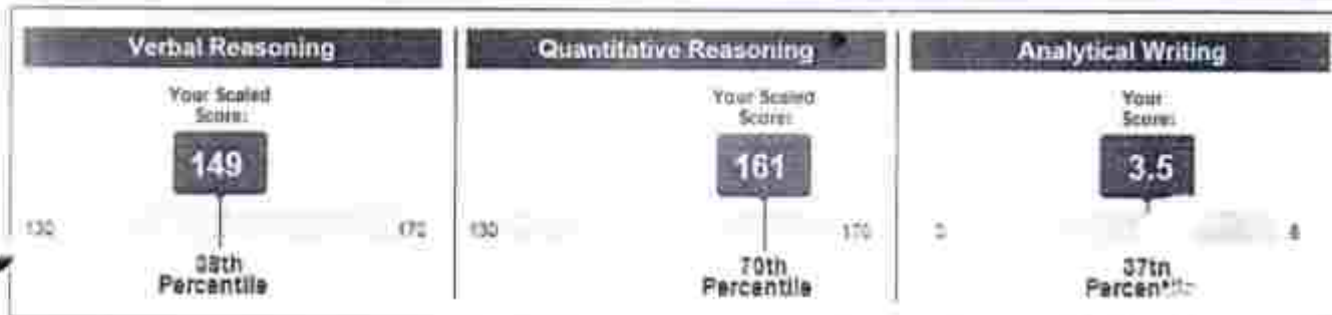 Verbal Reasoning
Your Scaled
Score:
149
130 170
38th
Percentile
Quantitative Reasoning
Your Scaled
Score:
161
130 170
70th
Percentile
Analytical Writing
Your
Score:
3.5
0 6
37th